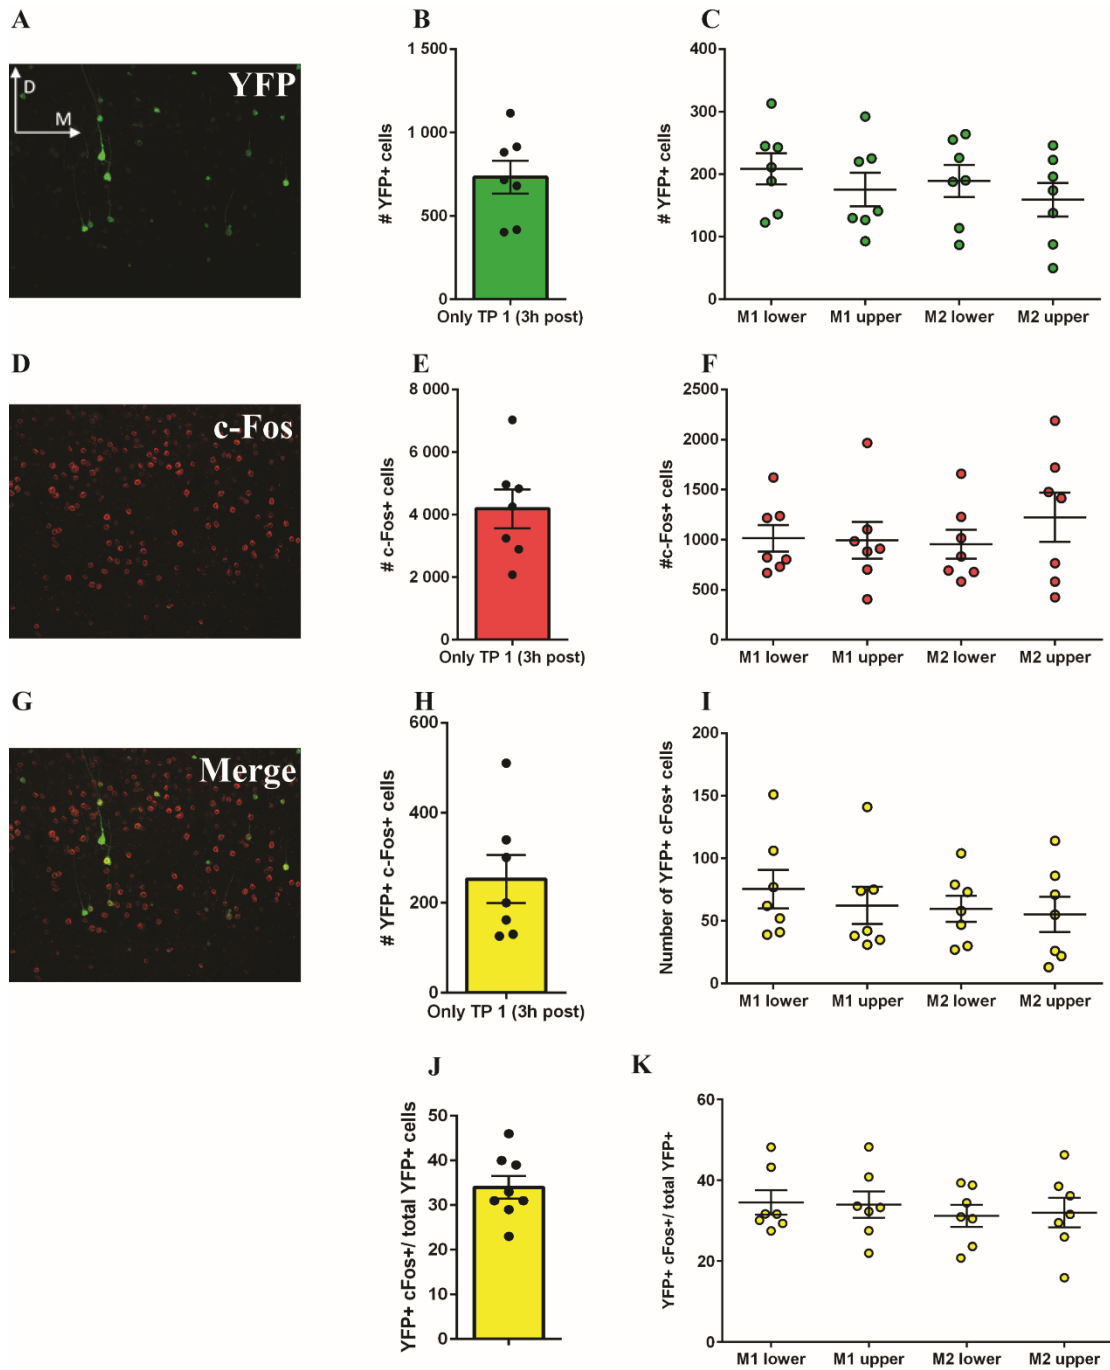 A
B
C
YFP
D
M
# YFP+ cells
1 500
1 000
500
0
Only TP 1 (3h post)
# YFP+ cells
400
300
200
100
0
M1 lower M1 upper M2 lower M2 upper
D
E
F
c-Fos
# c-Fos+ cells
8 000
6 000
4 000
2 000
0
Only TP 1 (3h post)
#c-Fos+ cells
2500
2000
1500
1000
500
0
M1 lower M1 upper M2 lower M2 upper
G
H
I
Merge
# YFP+ c-Fos+ cells
600
400
200
0
Only TP 1 (3h post)
Number of YFP+ cFos+ cells
200
150
100
50
0
M1 lower M1 upper M2 lower M2 upper
J
K
YFP+ cFos+/ total YFP+ cells
50
40
30
20
10
0
YFP+ cFos+/ total YFP+
60
40
20
0
M1 lower M1 upper M2 lower M2 upper